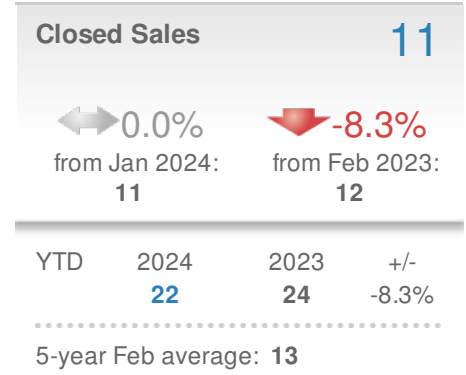 Closed Sales 11
0.0% -8.3%
from Jan 2024: from Feb 2023:
11 12
YTD 2024 2023 +/-
22 24 -8.3%
5-year Feb average: 13